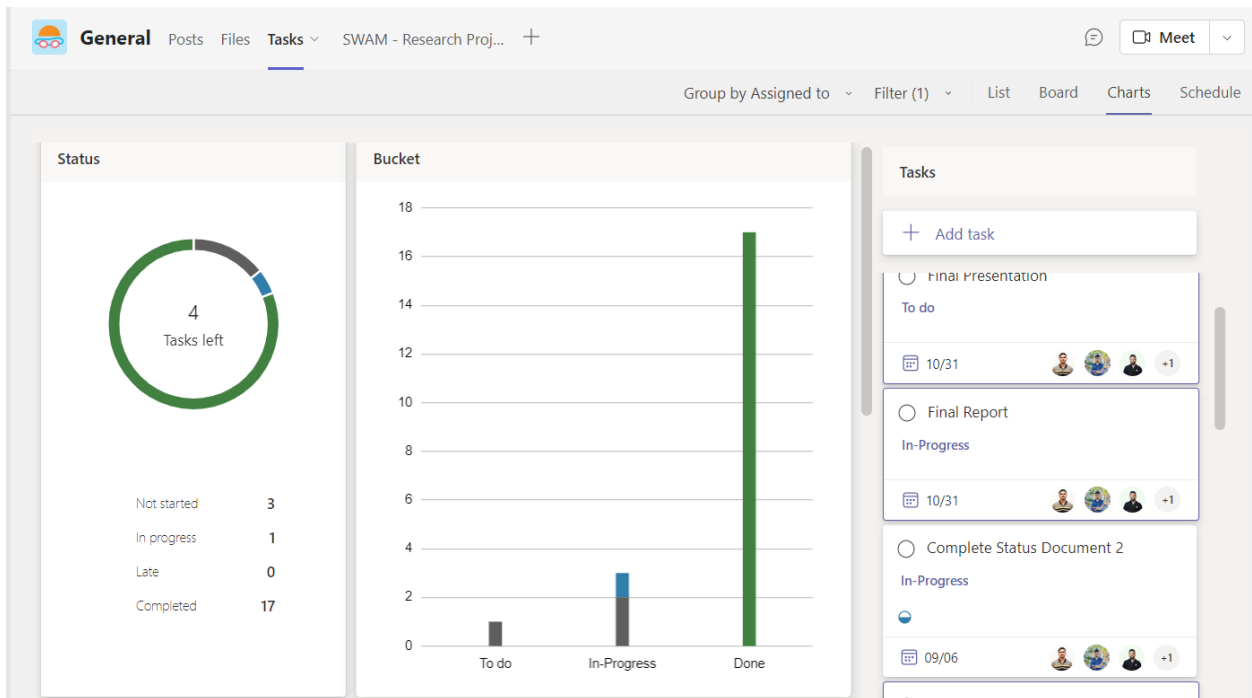 General Posts Files Tasks SWAM - Research Proj... +
Meet
Group by Assigned to Filter (1) List Board Charts Schedule
Status
4
Tasks left
Not started 3
In progress 1
Late 0
Completed 17
Bucket
18
16
14
12
10
8
6
4
2
0
To do In-Progress Done
Tasks
+ Add task
Final Presentation
To do
10/31 +1
Final Report
In-Progress
10/31 +1
Complete Status Document 2
In-Progress
09/06 +1